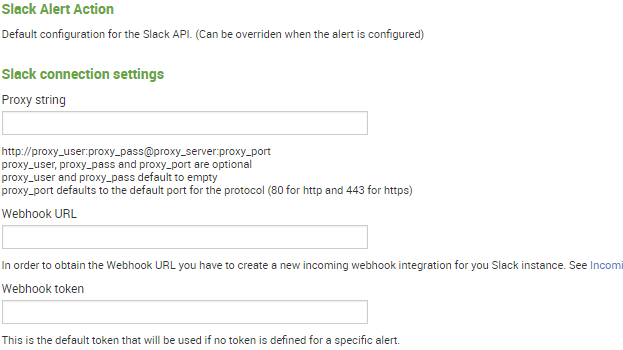 Slack Alert Action
Default configuration for the Slack API. (Can be overriden when the alert is configured)
Slack connection settings
Proxy string
http://proxy_user:proxy_pass@proxy_server:proxy_port
proxy_user, proxy_pass and proxy_port are optional
proxy_user and proxy_pass default to empty
proxy_port defaults to the default port for the protocol (80 for http and 443 for https)
Webhook URL
In order to obtain the Webhook URL you have to create a new incoming webhook integration for you Slack instance. See Incomi
Webhook token
This is the default token that will be used if no token is defined for a specific alert.